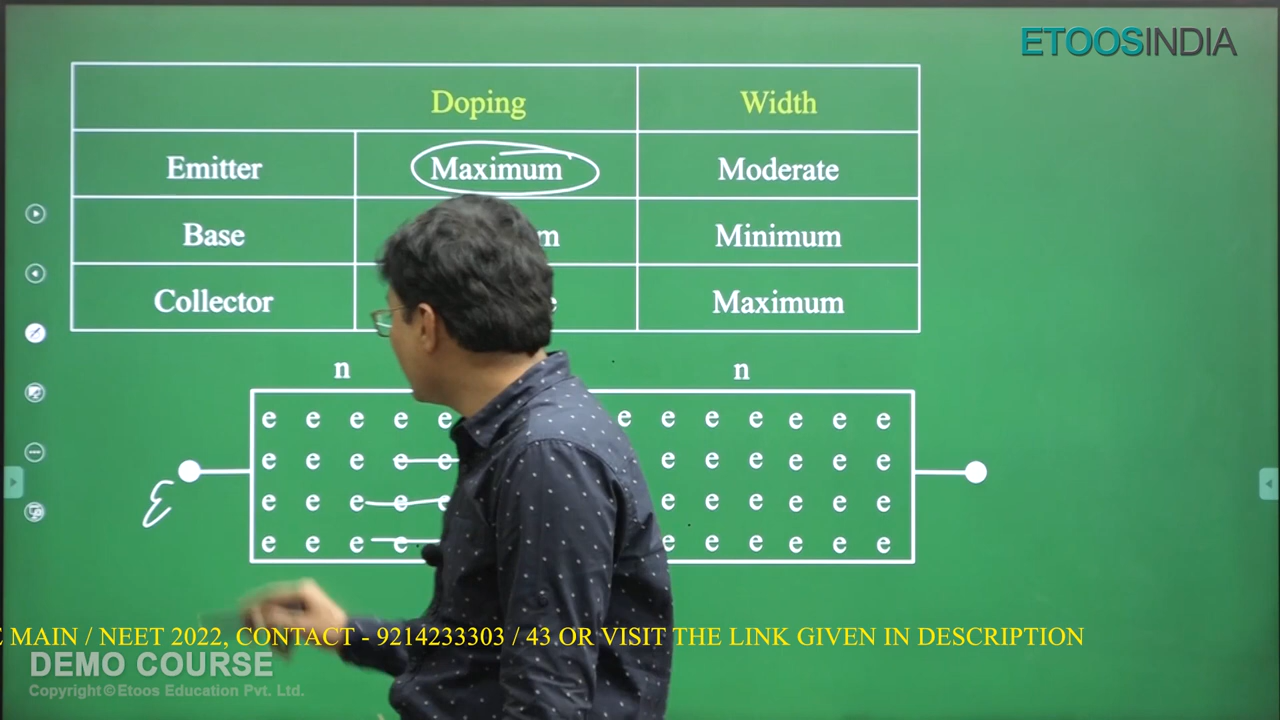 ETOOSINDIA
Doping Width
Emitter Maximum Moderate
Base m Minimum
Collector e Maximum
n n
e e e e e e e e e e e e
e e e e e e e e e e e e
E e e e e e e e e e e e e
e e e e e e e e e e e
MAIN / NEET 2022, CONTACT - 9214233303 / 43 OR VISIT THE LINK GIVEN IN DESCRIPTION
DEMO COURSE
Copyright © Etoos Education Pvt. Ltd.